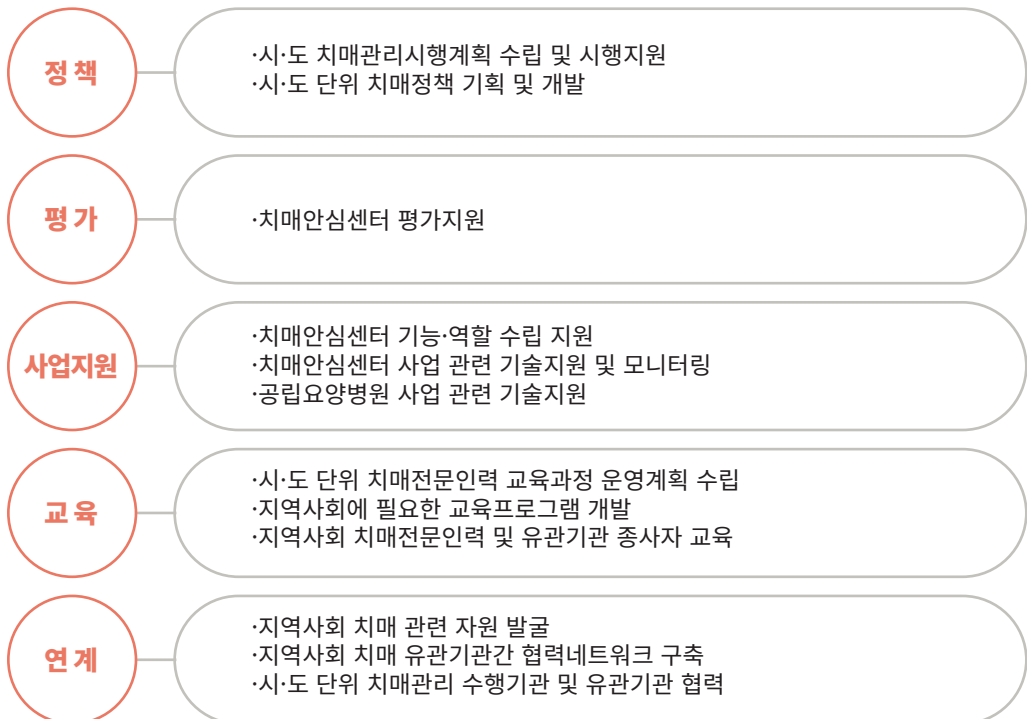 정책
·시·도 치매관리시행계획 수립 및 시행지원
·시·도 단위 치매정책 기획 및 개발
평가
·치매안심센터 평가지원
사업지원
·치매안심센터 기능·역할 수립 지원
·치매안심센터 사업 관련 기술지원 및 모니터링
·공립요양병원 사업 관련 기술지원
교육
·시·도 단위 치매전문인력 교육과정 운영계획 수립
·지역사회에 필요한 교육프로그램 개발
·지역사회 치매전문인력 및 유관기관 종사자 교육
연계
·지역사회 치매 관련 자원 발굴
·지역사회 치매 유관기관간 협력네트워크 구축
·시·도 단위 치매관리 수행기관 및 유관기관 협력